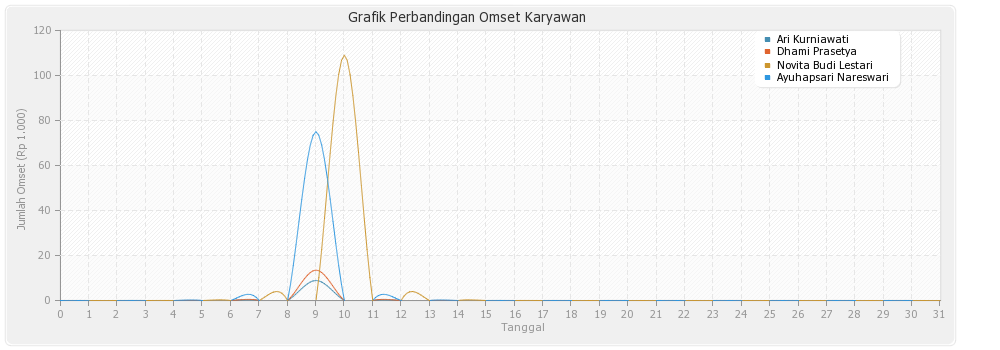 Grafik Perbandingan Omset Karyawan
120
100
80
60
40
20
0
Jumlah Omset (Rp 1.000)
Ari Kurniawati
Dhami Prasetya
Novita Budi Lestari
Ayuhapsari Nareswari
0 1 2 3 4 5 6 7 8 9 10 11 12 13 14 15 16 17 18 19 20 21 22 23 24 25 26 27 28 29 30 31
Tanggal